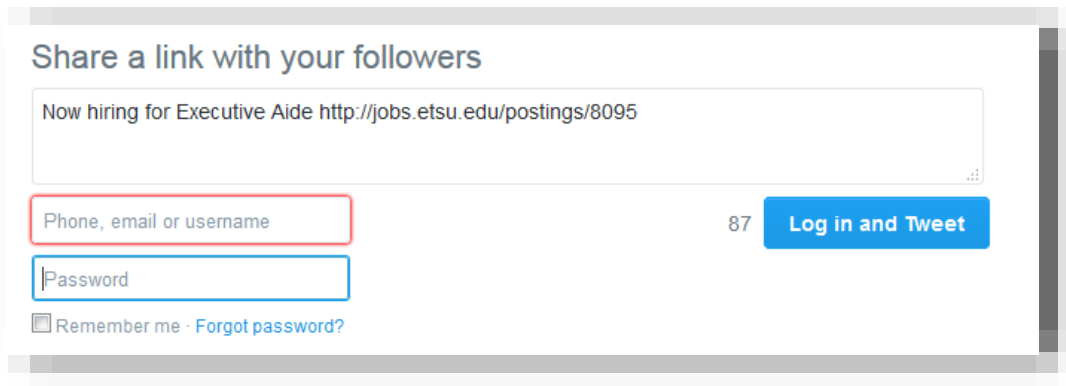 Share a link with your followers
Now hiring for Executive Aide http://jobs.etsu.edu/postings/8095
Phone, email or username
87 Log in and Tweet
Password
Remember me · Forgot password?